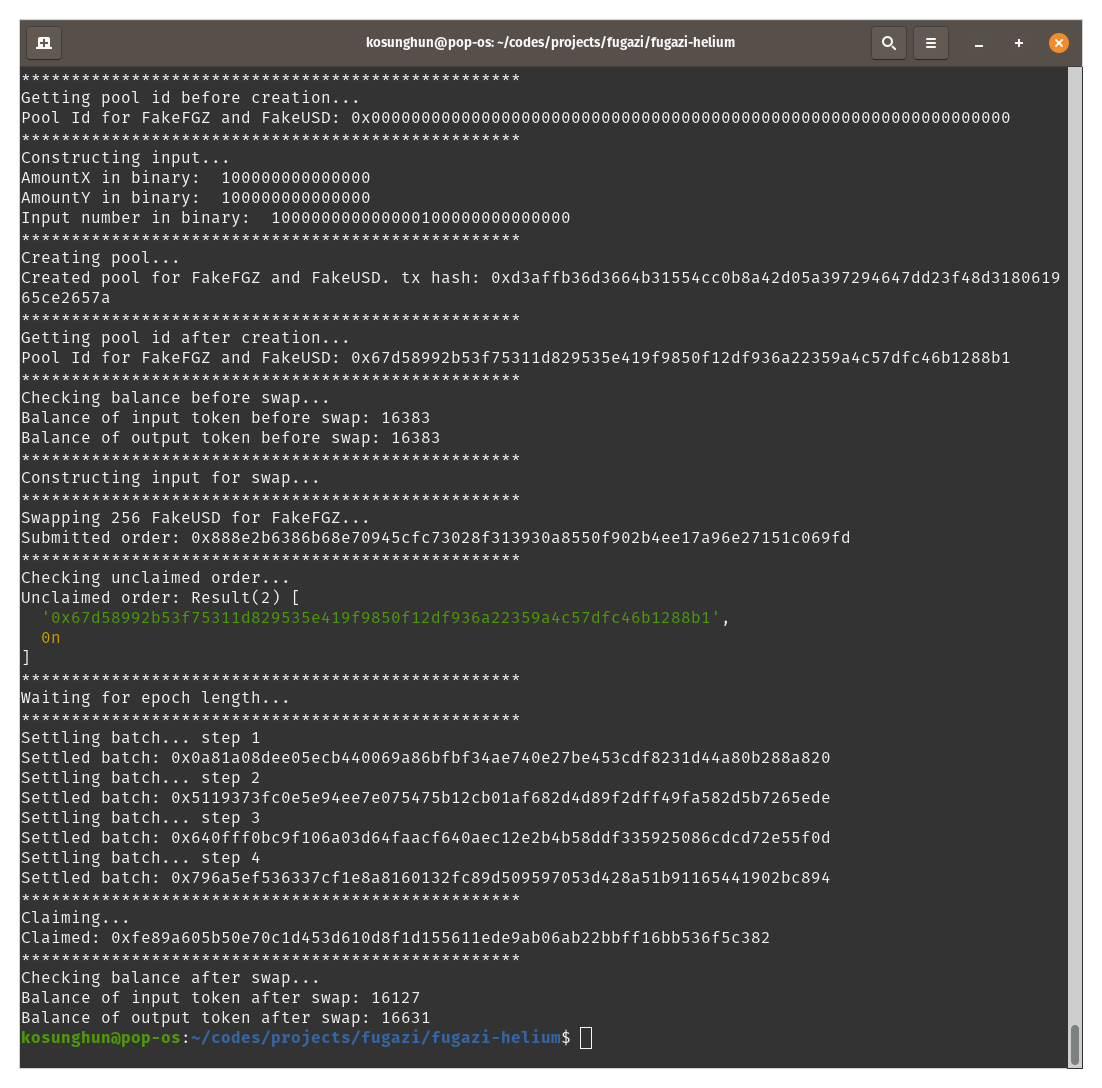 kosunghun@pop-os: ~/codes/projects/fugazi/fugazi-helium
**************************************************
Getting pool id before creation...
Pool Id for FakeFGZ and FakeUSD: 0x0000000000000000000000000000000000000000000000000000000000000000
**************************************************
Constructing input...
AmountX in binary:  100000000000000
AmountY in binary:  100000000000000
Input number in binary:  100000000000000100000000000000
**************************************************
Creating pool...
Created pool for FakeFGZ and FakeUSD. tx hash: 0xd3affb36d3664b31554cc0b8a42d05a397294647dd23f48d3180619
65ce2657a
**************************************************
Getting pool id after creation...
Pool Id for FakeFGZ and FakeUSD: 0x67d58992b53f75311d829535e419f9850f12df936a22359a4c57dfc46b1288b1
**************************************************
Checking balance before swap...
Balance of input token before swap: 16383
Balance of output token before swap: 16383
**************************************************
Constructing input for swap...
**************************************************
Swapping 256 FakeUSD for FakeFGZ...
Submitted order: 0x888e2b6386b68e70945cfc73028f313930a8550f902b4ee17a96e27151c069fd
**************************************************
Checking unclaimed order...
Unclaimed order: Result(2) [
  '0x67d58992b53f75311d829535e419f9850f12df936a22359a4c57dfc46b1288b1',
  0n
]
**************************************************
Waiting for epoch length...
**************************************************
Settling batch... step 1
Settled batch: 0x0a81a08dee05ecb440069a86bfbf34ae740e27be453cdf8231d44a80b288a820
Settling batch... step 2
Settled batch: 0x5119373fc0e5e94ee7e075475b12cb01af682d4d89f2dff49fa582d5b7265ede
Settling batch... step 3
Settled batch: 0x640fff0bc9f106a03d64faacf640aec12e2b4b58ddf335925086cdcd72e55f0d
Settling batch... step 4
Settled batch: 0x796a5ef536337cf1e8a8160132fc89d509597053d428a51b91165441902bc894
**************************************************
Claiming...
Claimed: 0xfe89a605b50e70c1d453d610d8f1d155611ede9ab06ab22bbff16bb536f5c382
**************************************************
Checking balance after swap...
Balance of input token after swap: 16127
Balance of output token after swap: 16631
kosunghun@pop-os:~/codes/projects/fugazi/fugazi-helium$